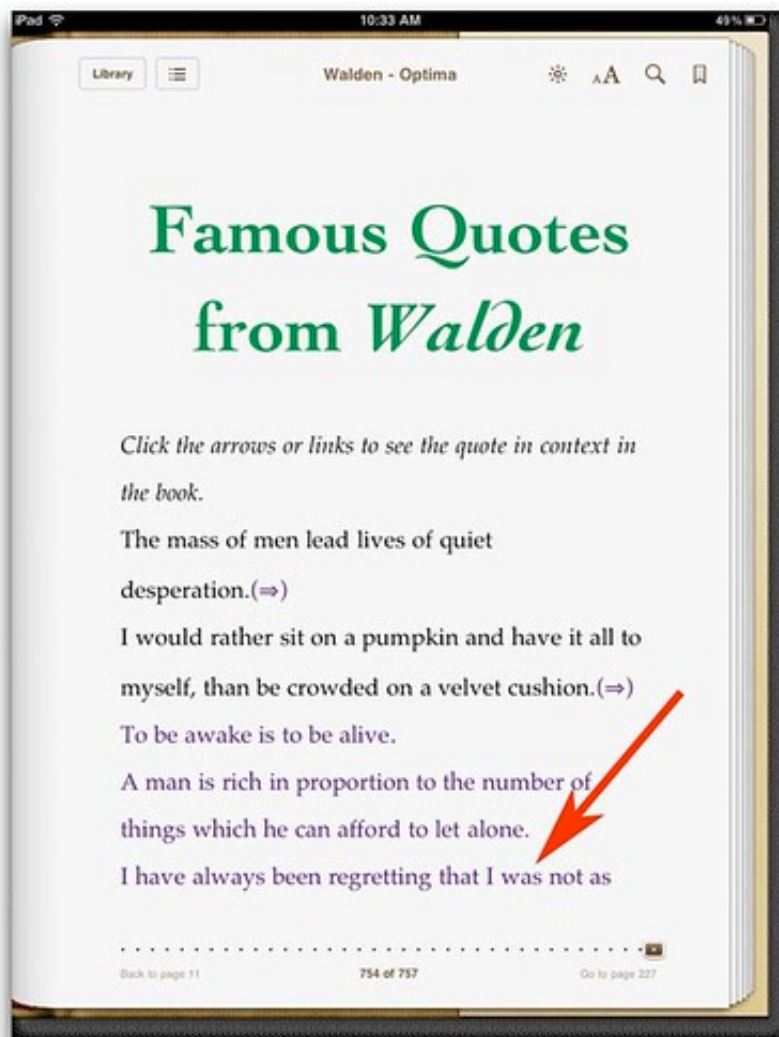 iPad 10:33 AM 49%
Library Walden - Optima AA
Famous Quotes
from Walden
Click the arrows or links to see the quote in context in
the book.
The mass of men lead lives of quiet
desperation.(⇒)
I would rather sit on a pumpkin and have it all to
myself, than be crowded on a velvet cushion.(⇒)
To be awake is to be alive.
A man is rich in proportion to the number of
things which he can afford to let alone.
I have always been regretting that I was not as
Back to page 11 754 of 757 Go to page 227